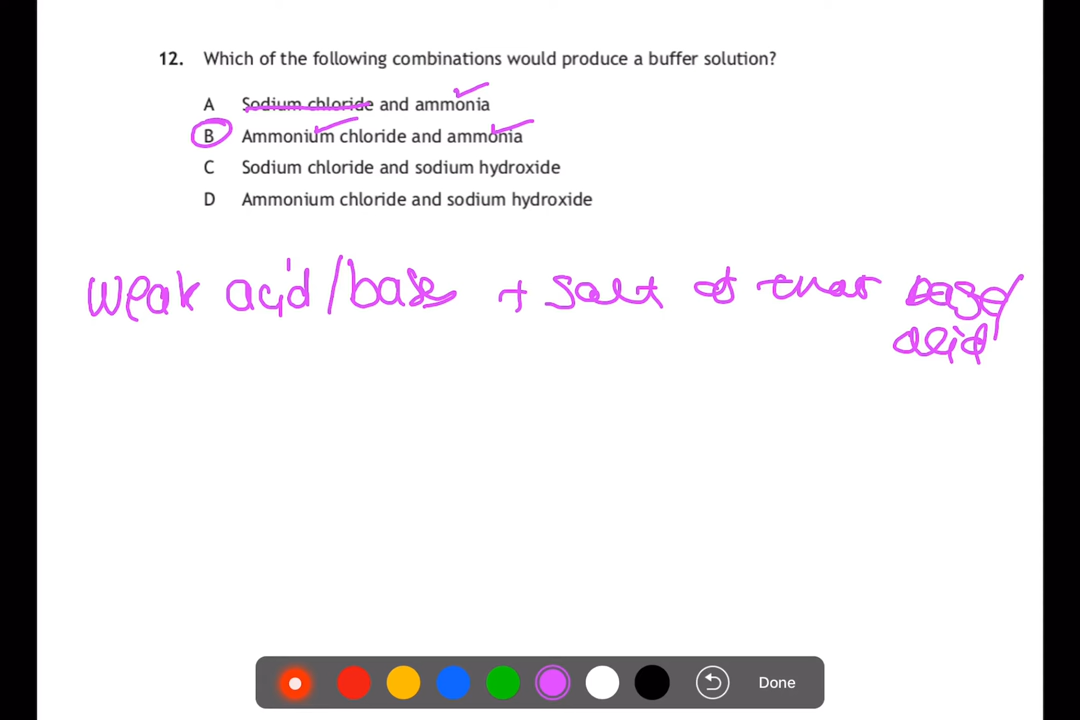 12. Which of the following combinations would produce a buffer solution?
A Sodium chloride and ammonia
B Ammonium chloride and ammonia
C Sodium chloride and sodium hydroxide
D Ammonium chloride and sodium hydroxide
weak acid/base + salt of that base/
acid
Done